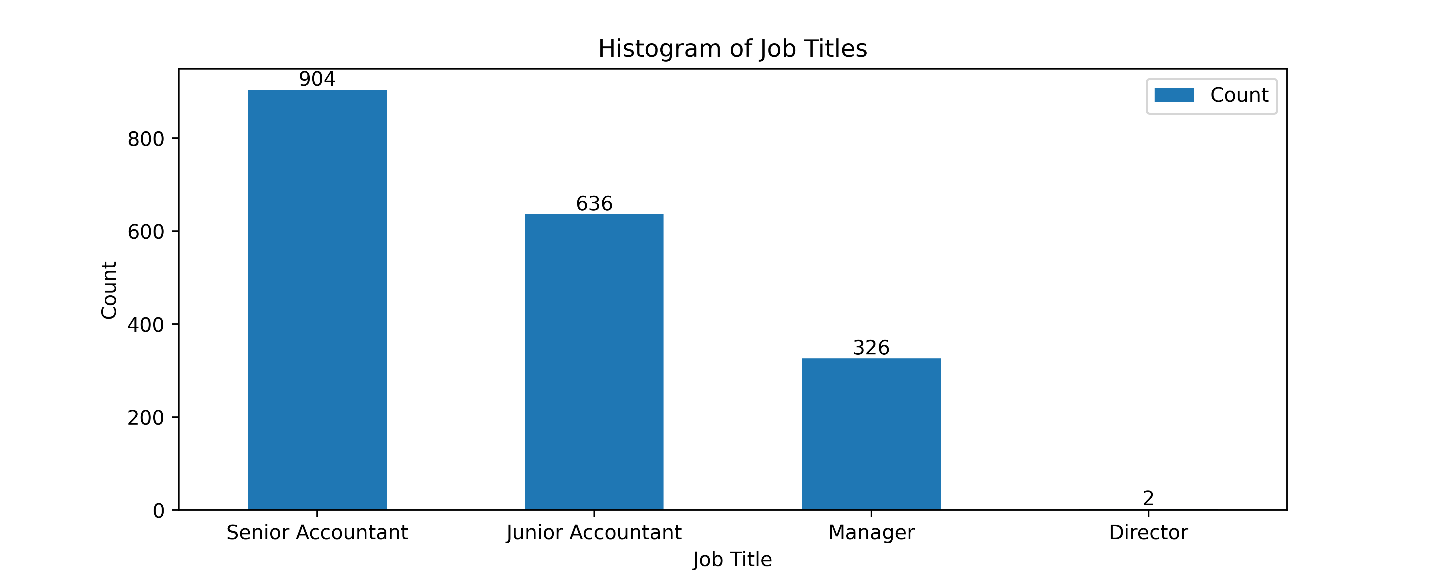 Histogram of Job Titles
Count
904
636
326
2
800
600
400
200
0
Count
Senior Accountant
Junior Accountant
Manager
Director
Job Title